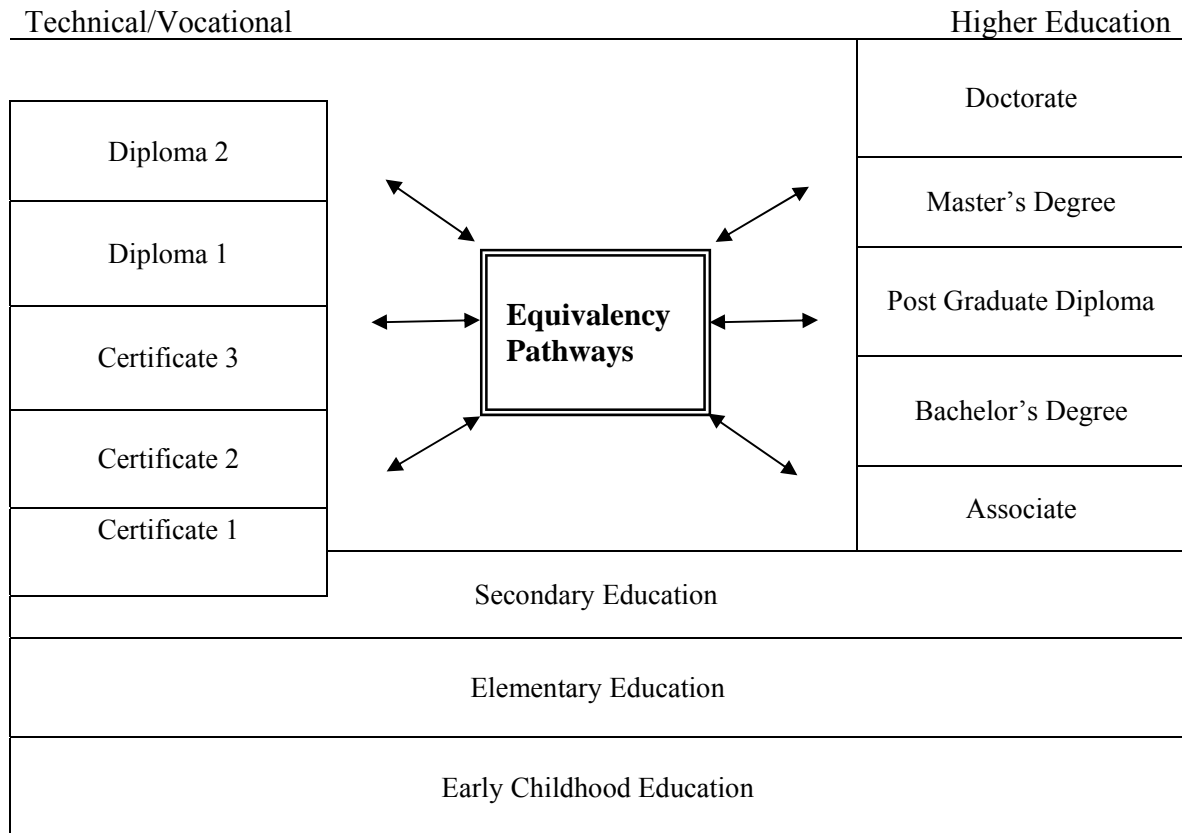 Technical/Vocational
Higher Education
Diploma 2
Diploma 1
Certificate 3
Certificate 2
Certificate 1
Equivalency
Pathways
Doctorate
Master’s Degree
Post Graduate Diploma
Bachelor’s Degree
Associate
Secondary Education
Elementary Education
Early Childhood Education